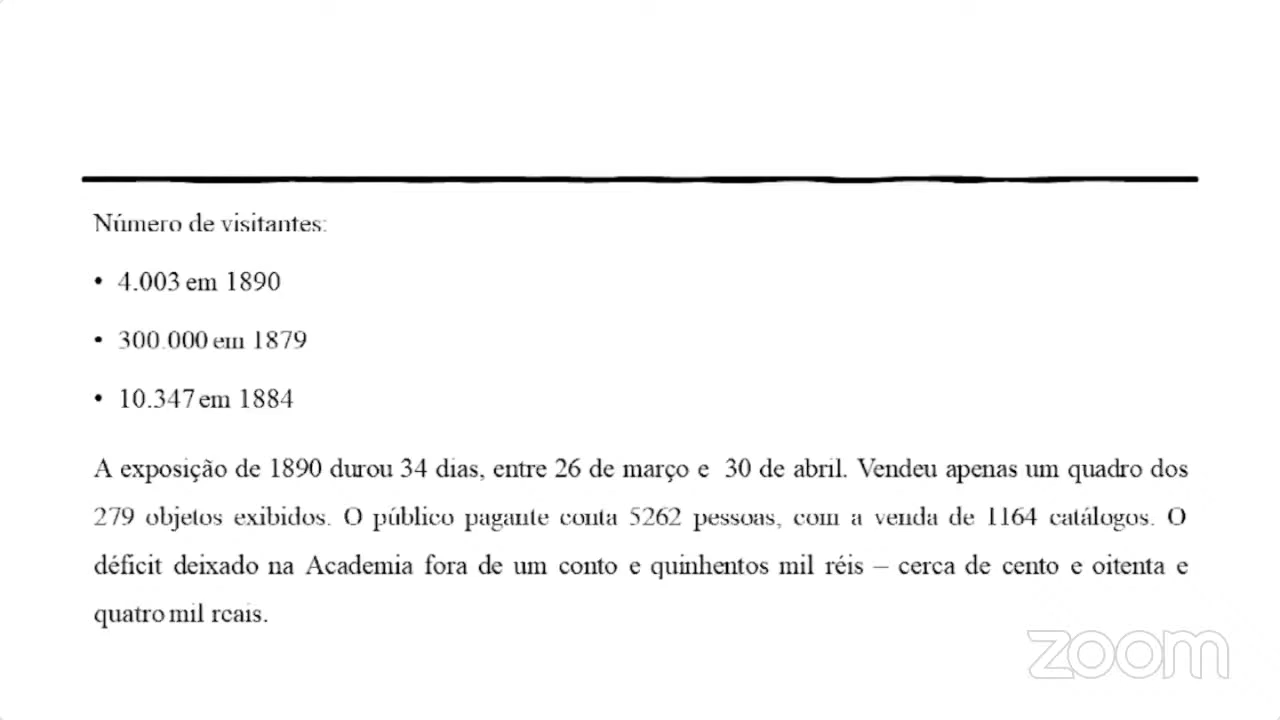 Número de visitantes:
• 4.003 em 1890
• 300.000 em 1879
• 10.347 em 1884
A exposição de 1890 durou 34 dias, entre 26 de março e 30 de abril. Vendeu apenas um quadro dos
279 objetos exibidos. O público pagante conta 5262 pessoas, com a venda de 1164 catálogos. O
déficit deixado na Academia fora de um conto e quinhentos mil réis – cerca de cento e oitenta e
quatro mil reais.
zoom